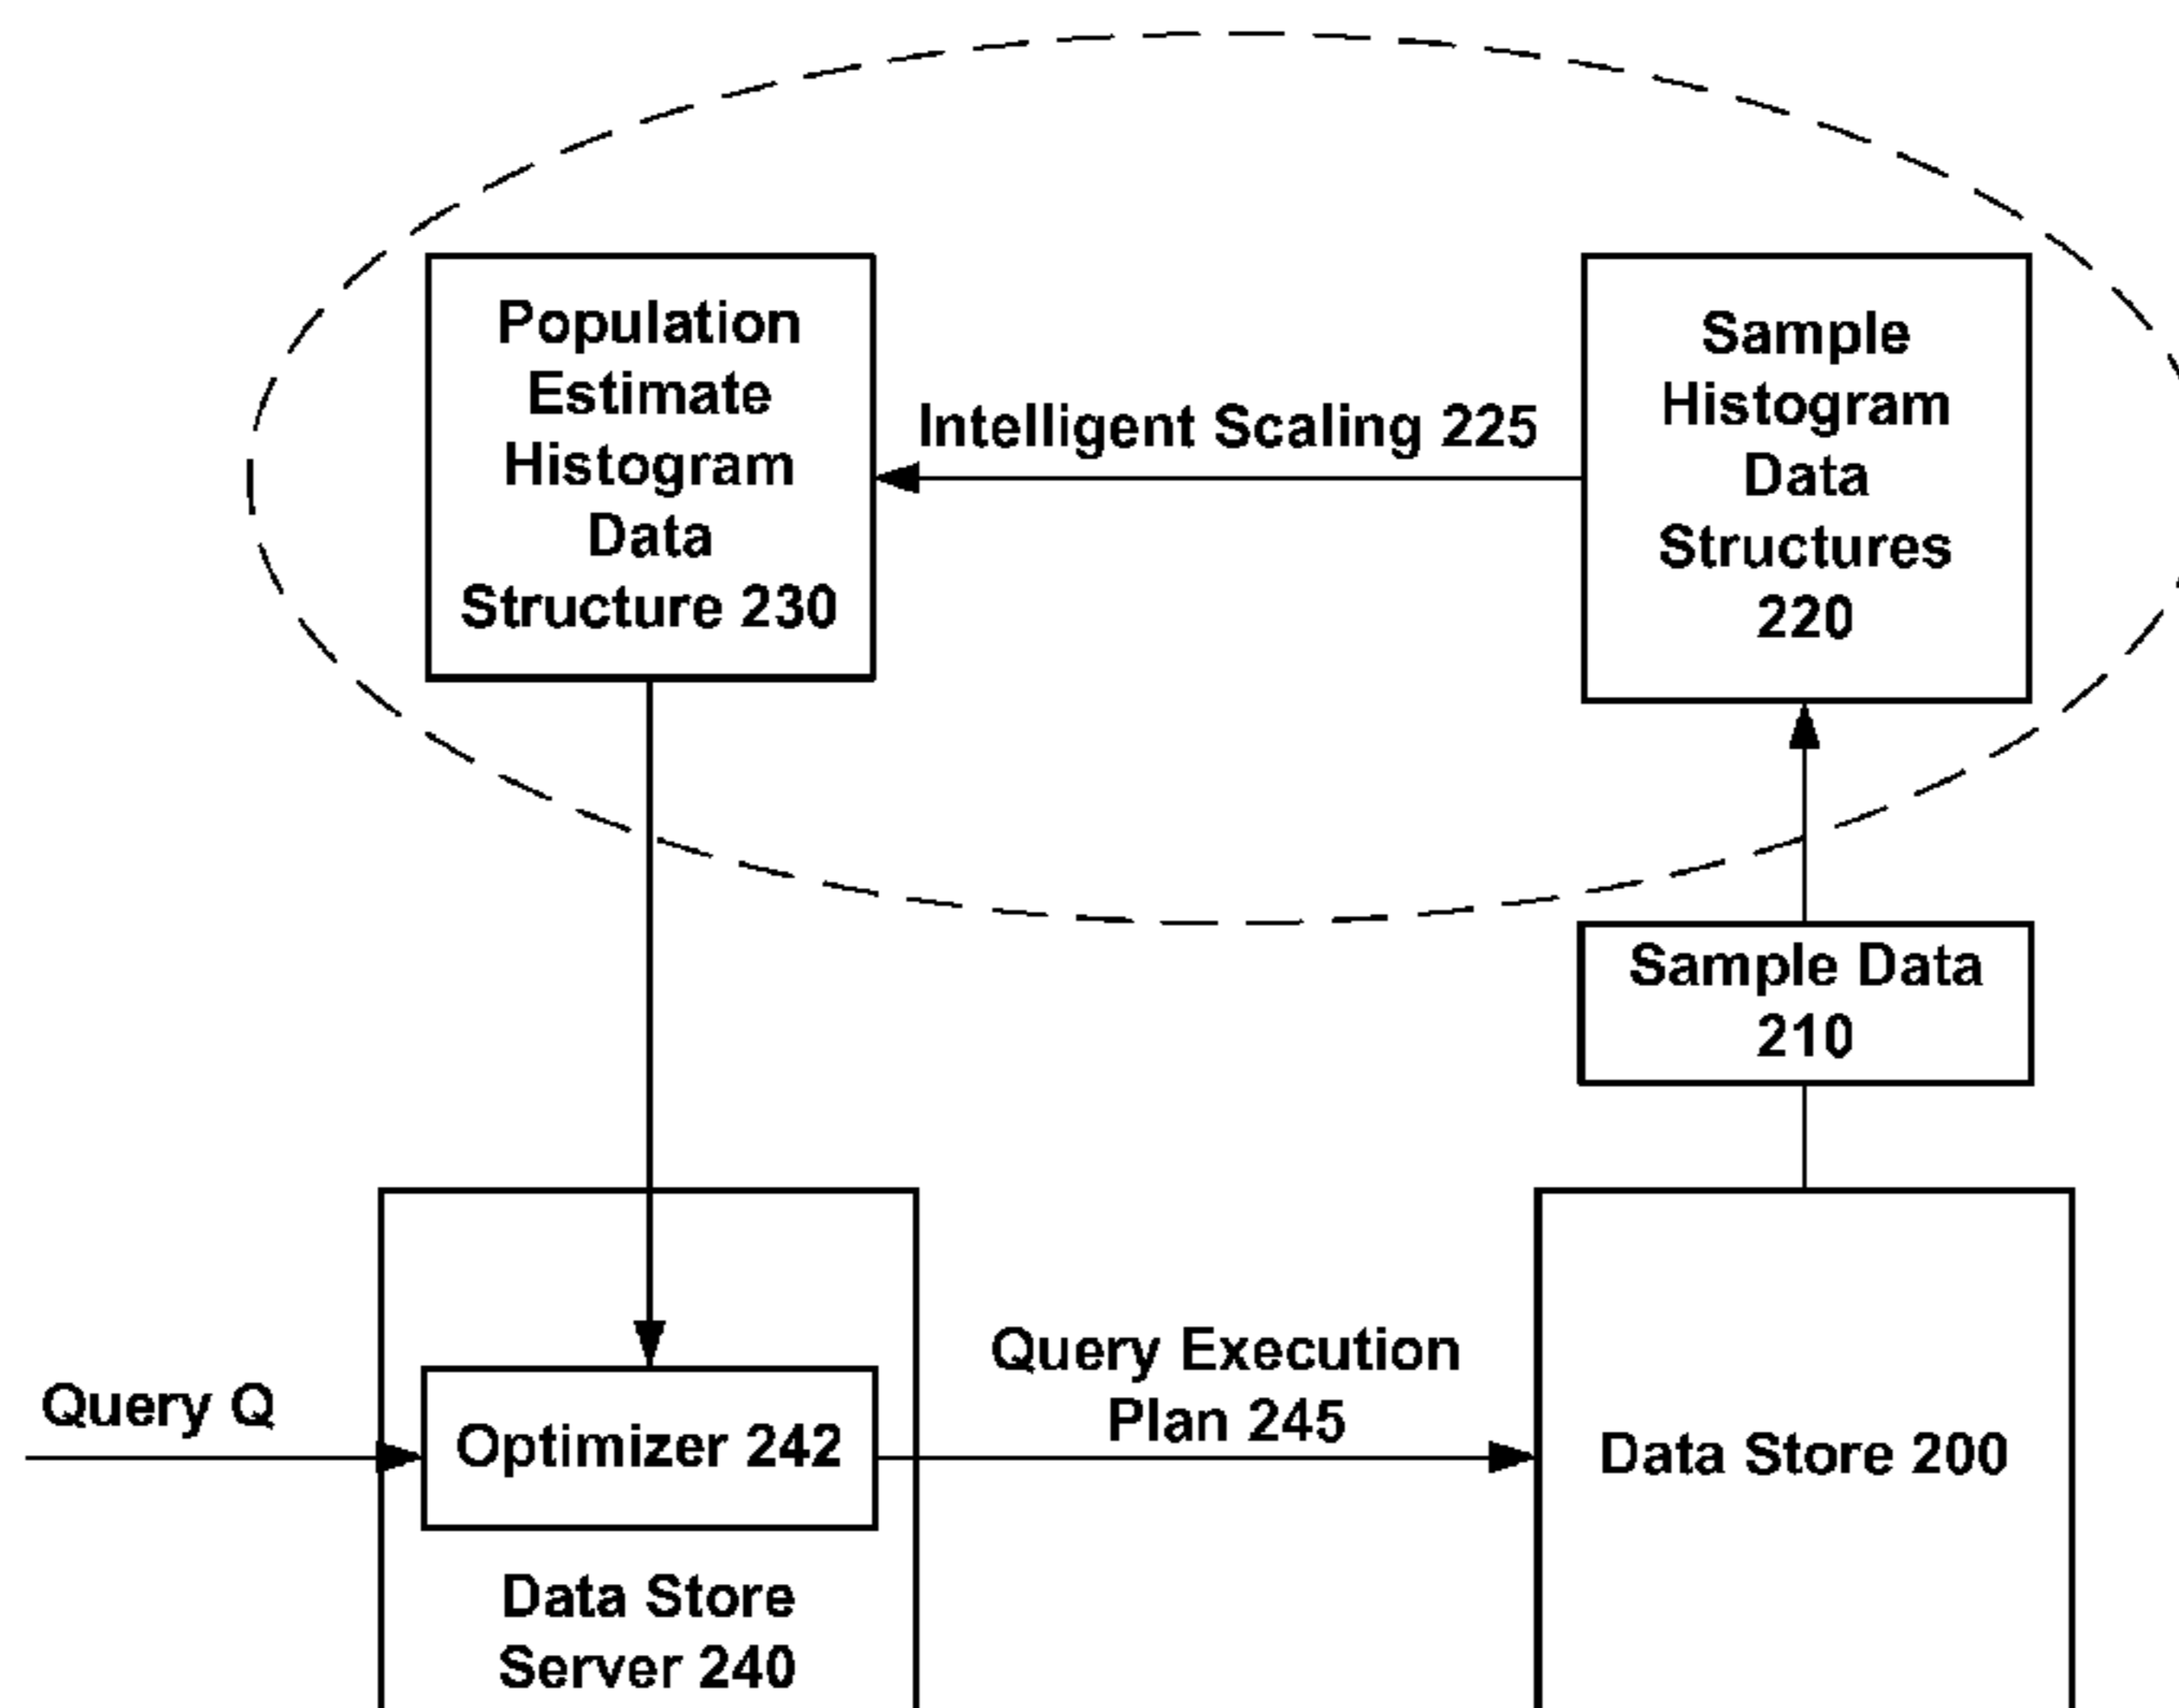 Population
Estimate
Histogram
Data
Structure 230
Intelligent Scaling 225
Sample
Histogram
Data
Structures
220
Sample Data
210
Query Q
Optimizer 242
Data Store
Server 240
Query Execution
Plan 245
Data Store 200